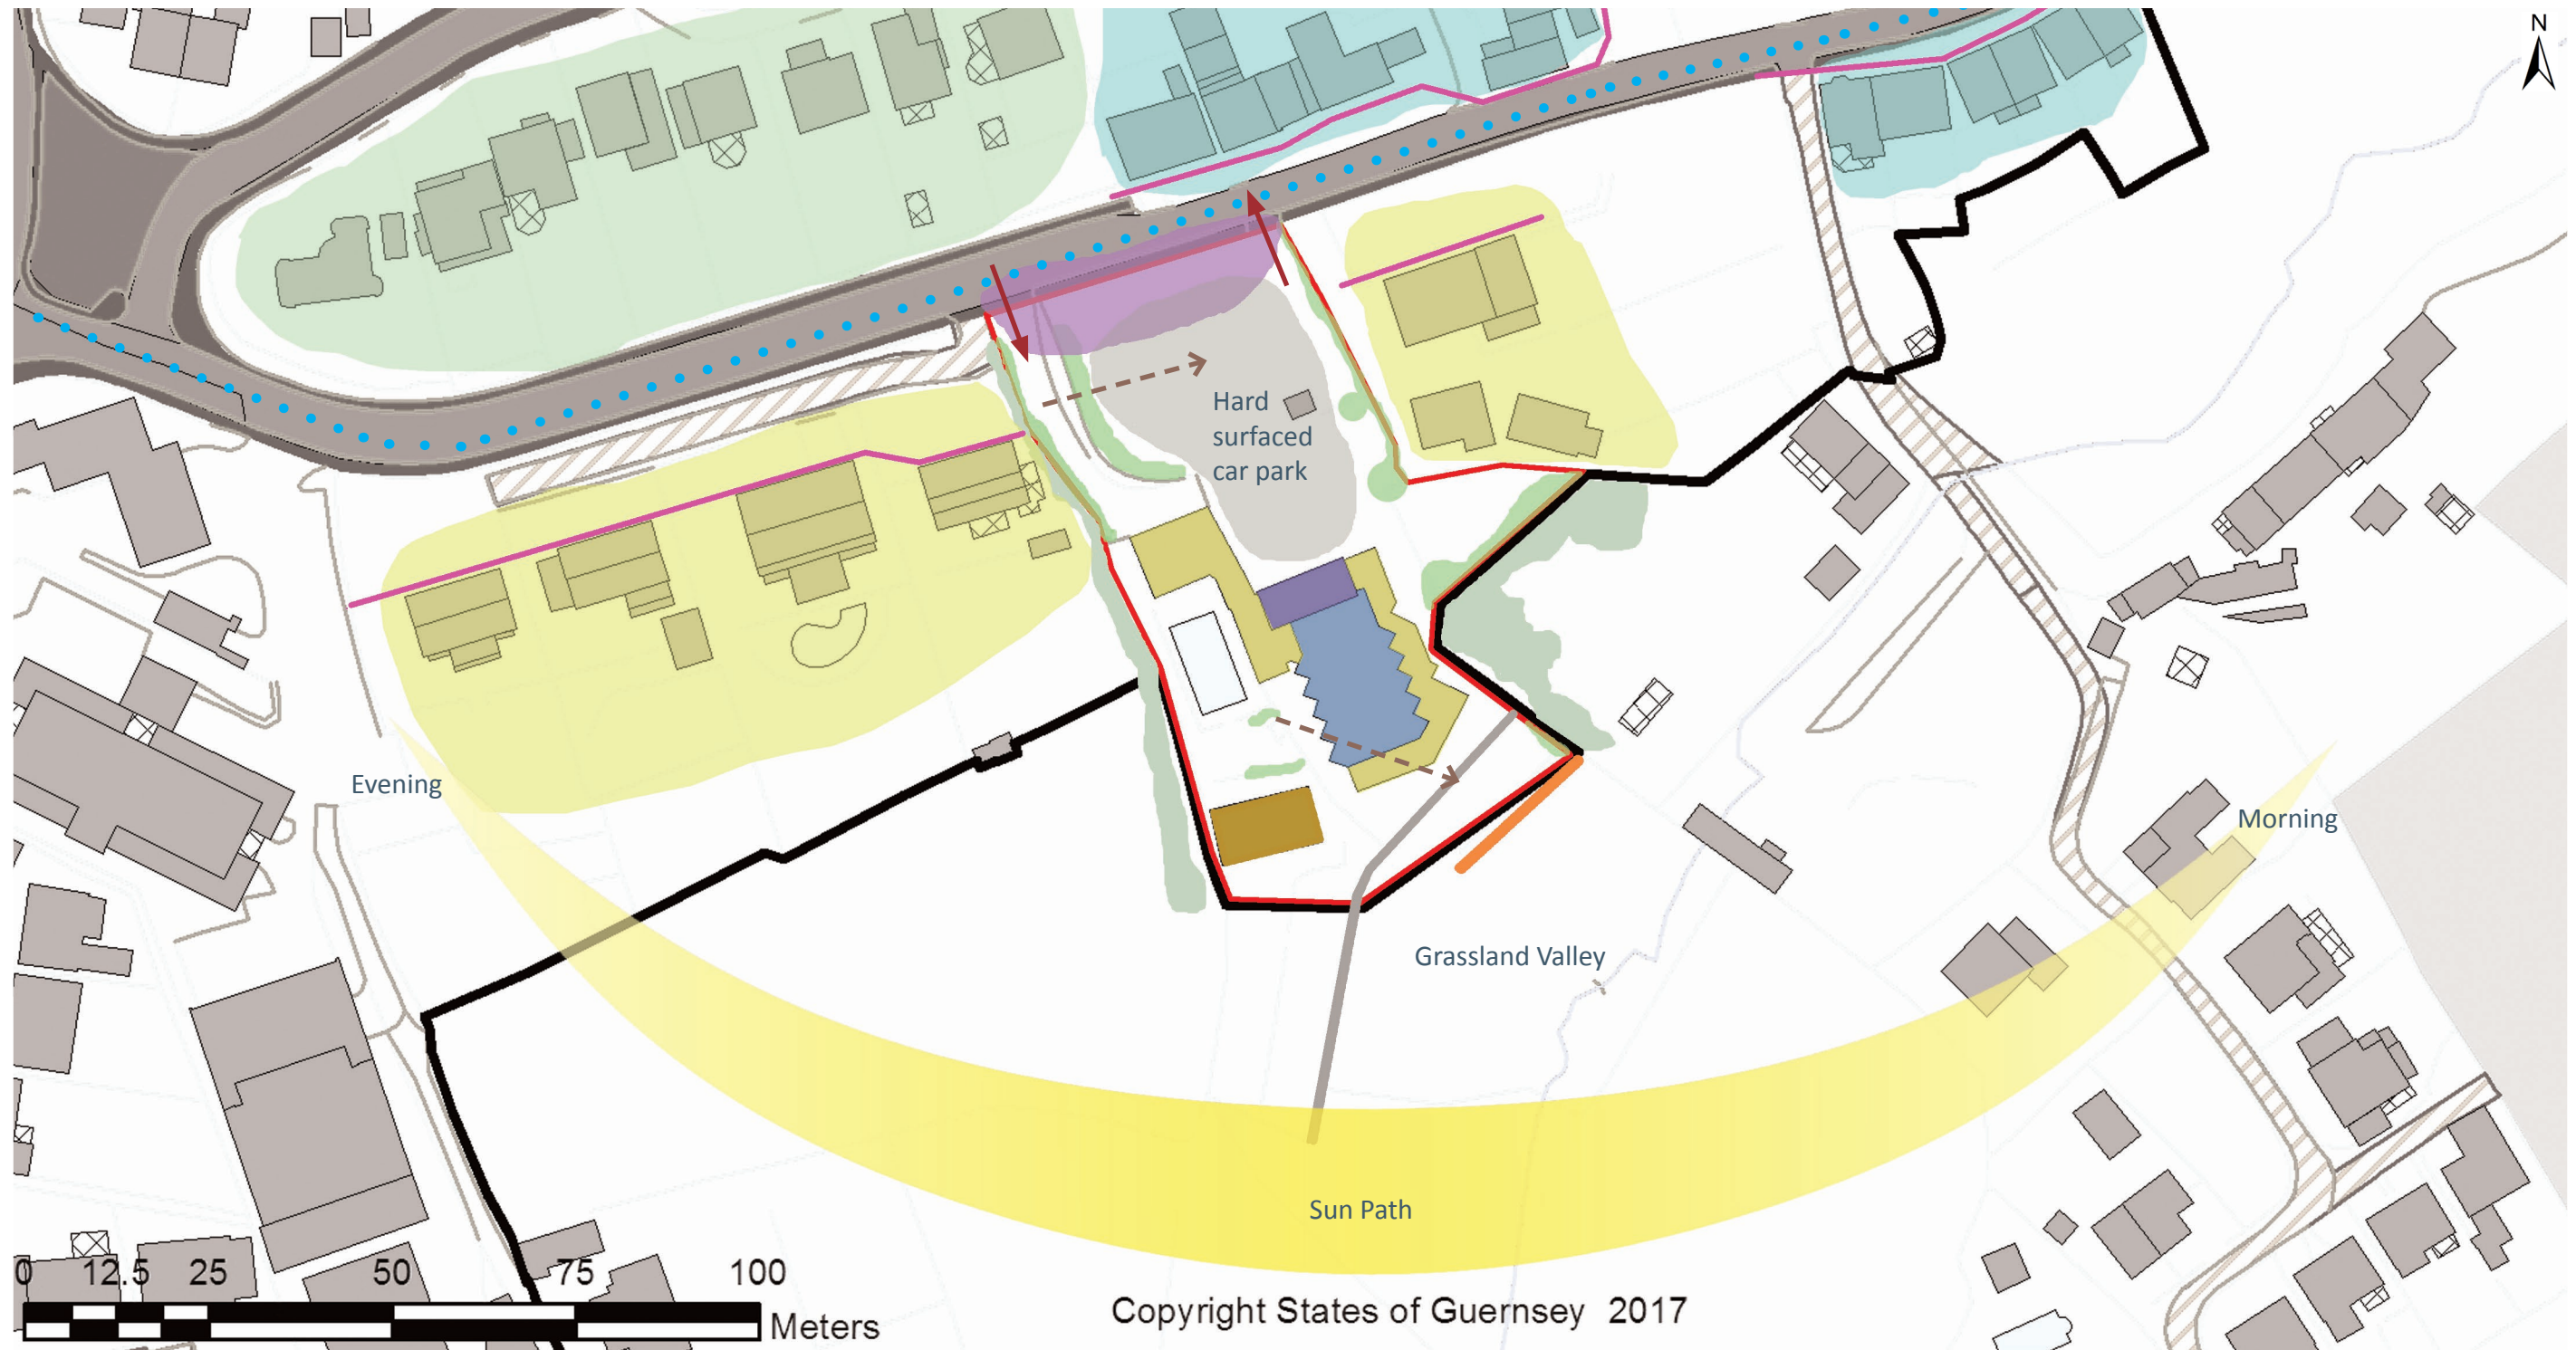 N
Hard
surfaced
car park
Evening
Morning
Grassland Valley
Sun Path
0 12.5 25 50 75 100
Meters
Copyright States of Guernsey 2017